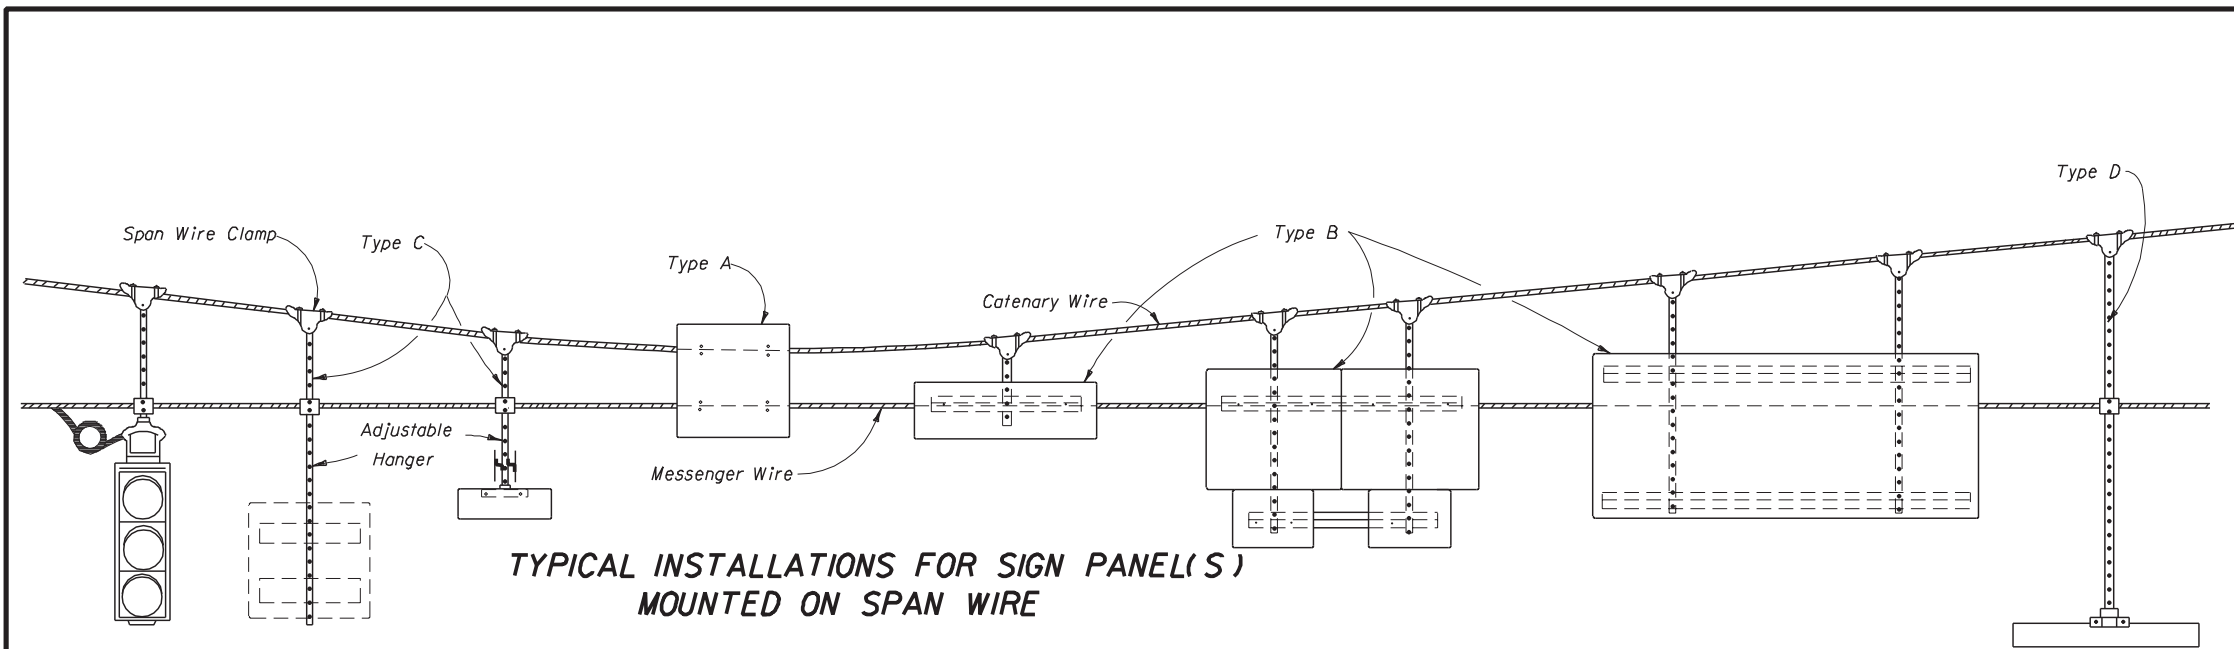 Type D
Span Wire Clamp
Type C
Type A
Type B
Catenary Wire
Adjustable
Hanger
Messenger Wire
TYPICAL INSTALLATIONS FOR SIGN PANEL(S)
MOUNTED ON SPAN WIRE